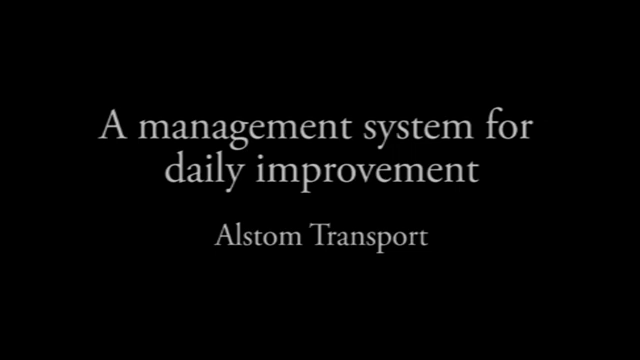 A management system for
daily improvement
Alstom Transport